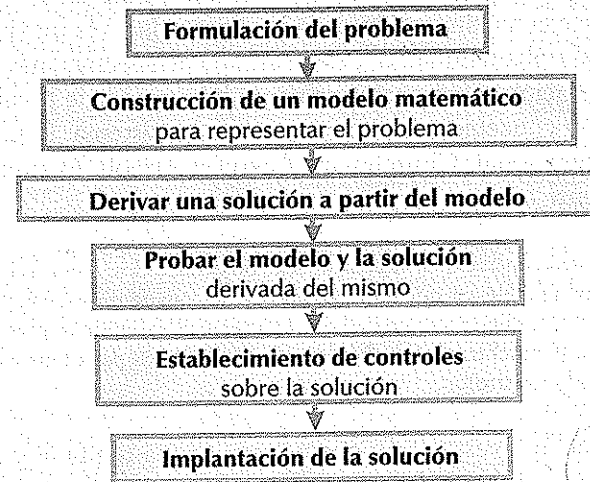 Formulación del problema
Construcción de un modelo matemático
para representar el problema
Derivar una solución a partir del modelo
Probar el modelo y la solución
derivada del mismo
Establecimiento de controles
sobre la solución
Implantación de la solución